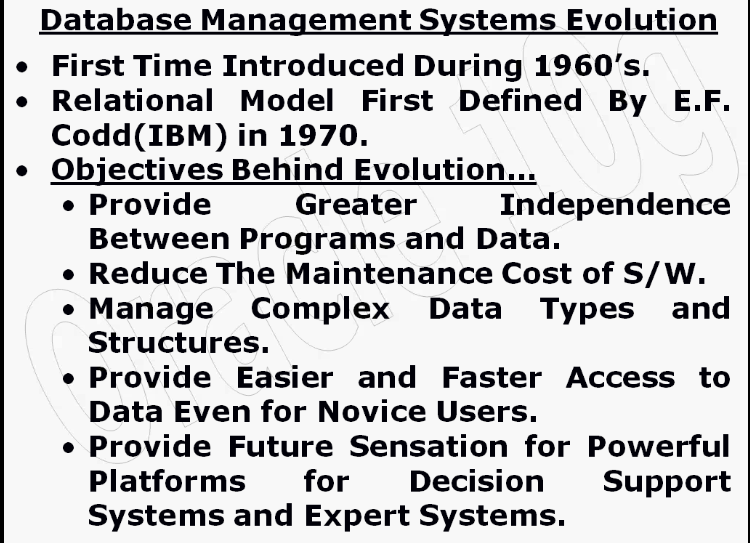 Database Management Systems Evolution
• First Time Introduced During 1960's.
• Relational Model First Defined By E.F.
Codd(IBM) in 1970.
• Objectives Behind Evolution...
• Provide Greater Independence
Between Programs and Data.
• Reduce The Maintenance Cost of S/W.
• Manage Complex Data Types and
Structures.
• Provide Easier and Faster Access to
Data Even for Novice Users.
• Provide Future Sensation for Powerful
Platforms for Decision Support
Systems and Expert Systems.
Oracle 10g